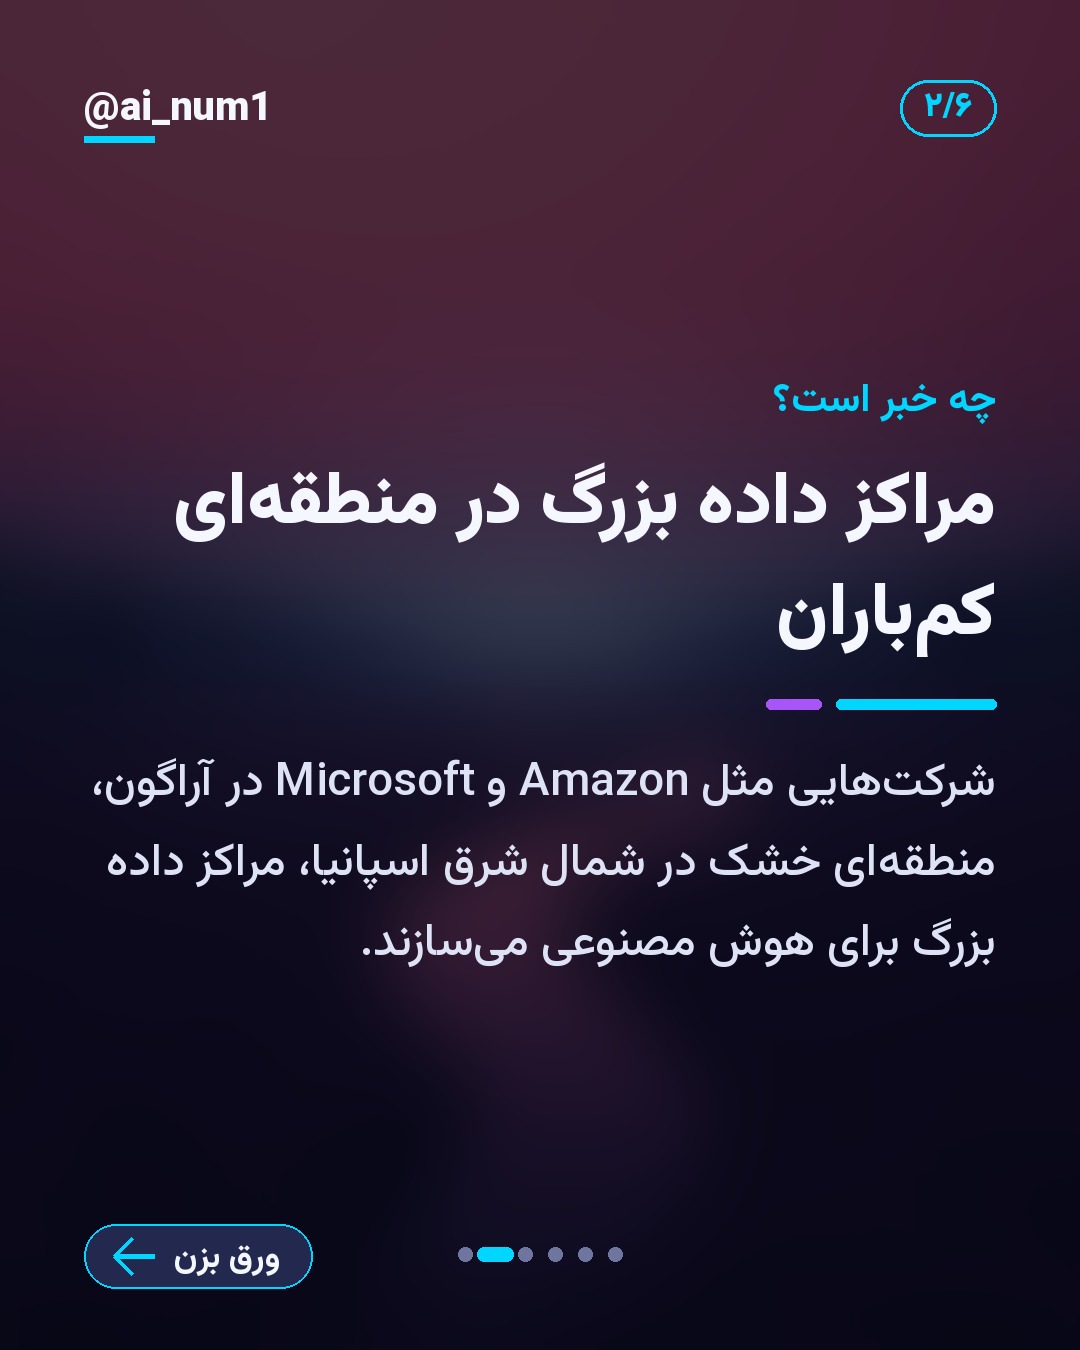 @ai_num1
۲/۶
چه خبر است؟
مراکز داده بزرگ در منطقه‌ای
کم‌باران
شرکت‌هایی مثل Amazon و Microsoft در آراگون،
منطقه‌ای خشک در شمال شرق اسپانیا، مراکز داده
بزرگ برای هوش مصنوعی می‌سازند.
ورق بزن